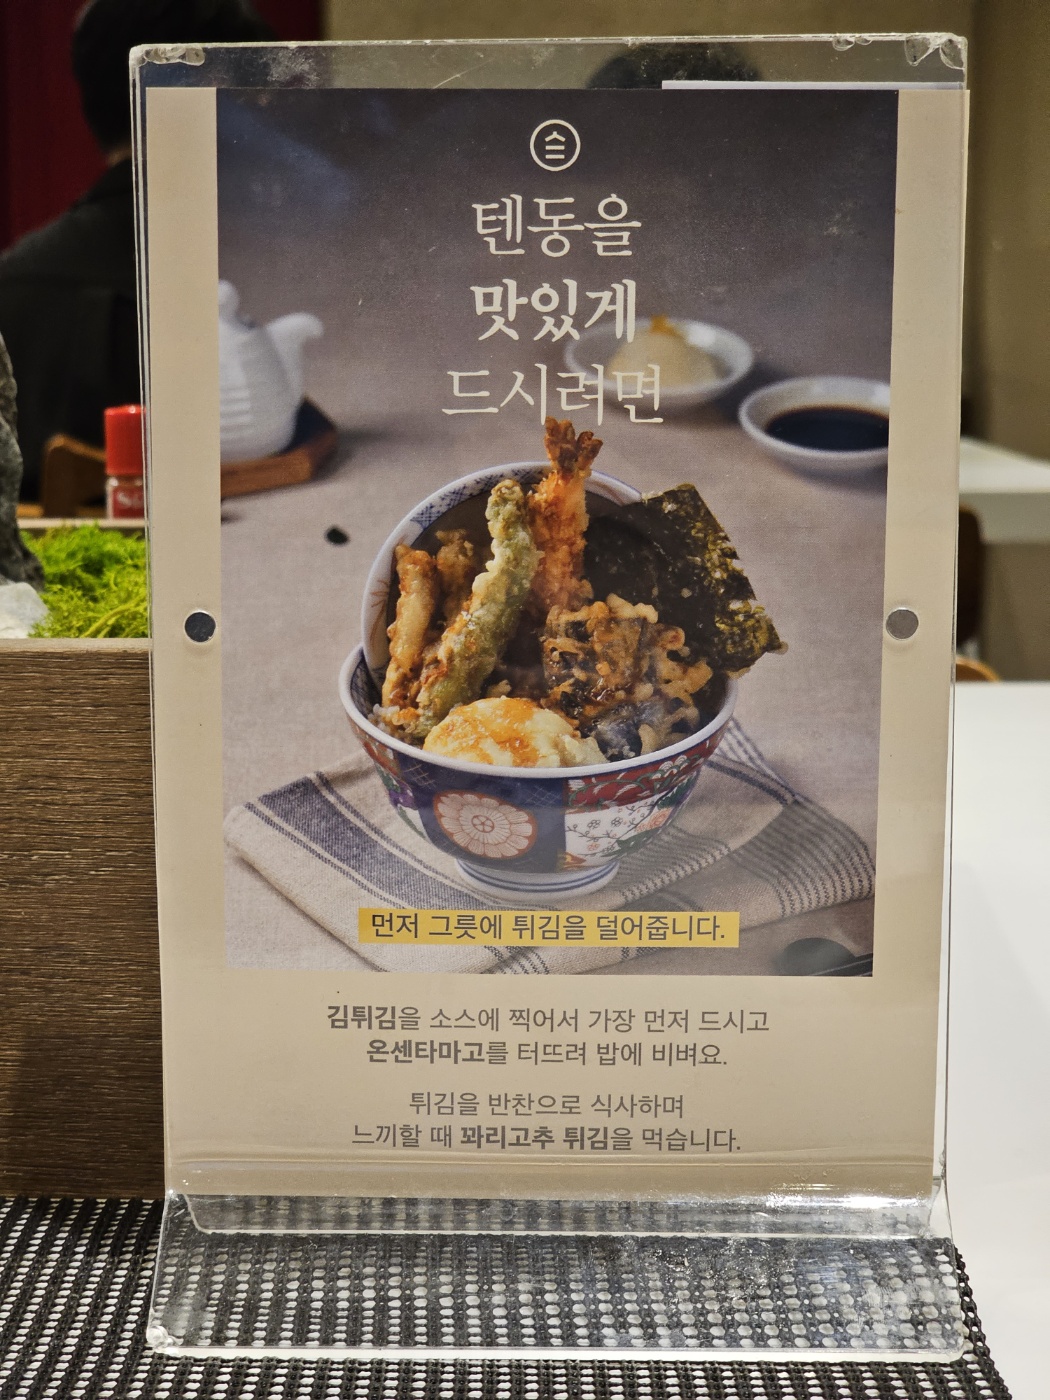 텐동을
맛있게
드시려면
먼저 그릇에 튀김을 덜어줍니다.
김튀김을 소스에 찍어서 가장 먼저 드시고
온센타마고를 터뜨려 밥에 비벼요.
튀김을 반찬으로 식사하며
느끼할 때 꽈리고추 튀김을 먹습니다.